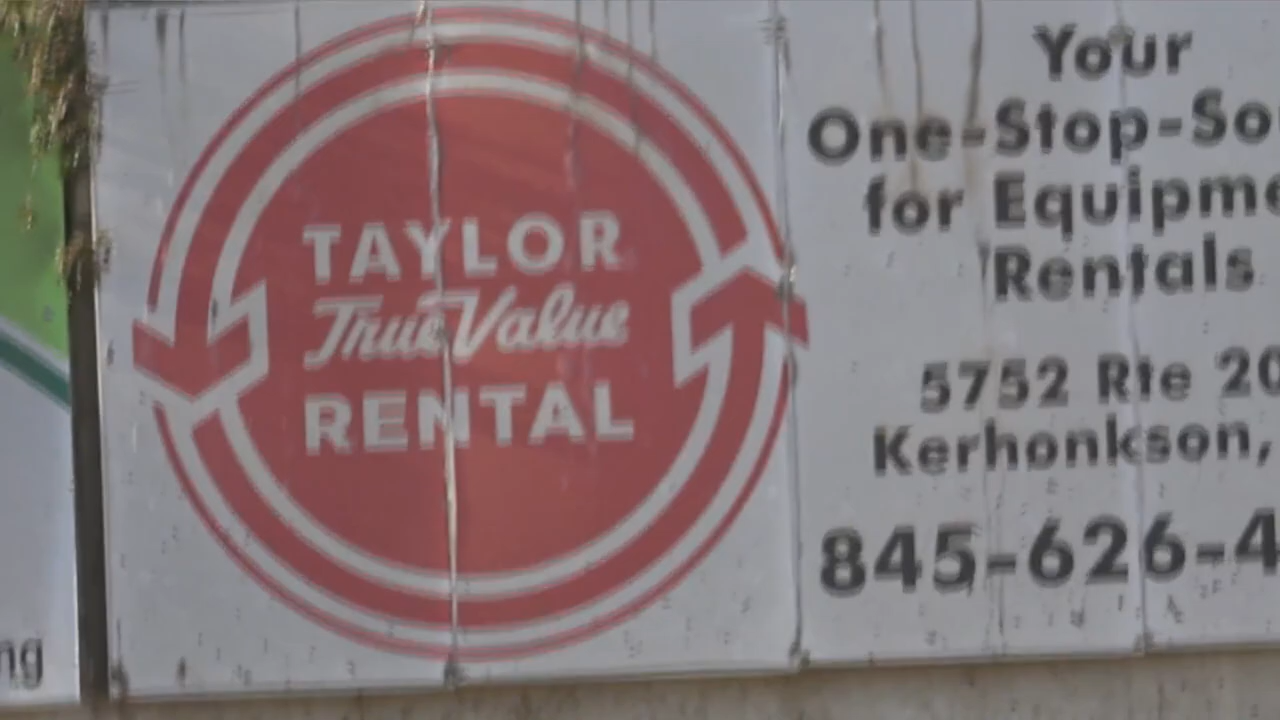 TAYLOR
True Value
RENTAL
Your
One-Stop-So
for Equipme
Rentals
5752 Rte 20
Kerhonkson,
845-626-4
ng